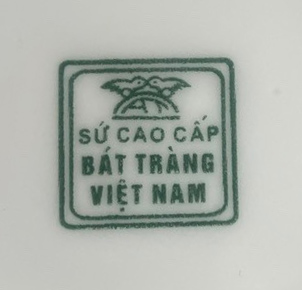 SỨ CAO CẤP
BÁT TRÀNG
VIỆT NAM